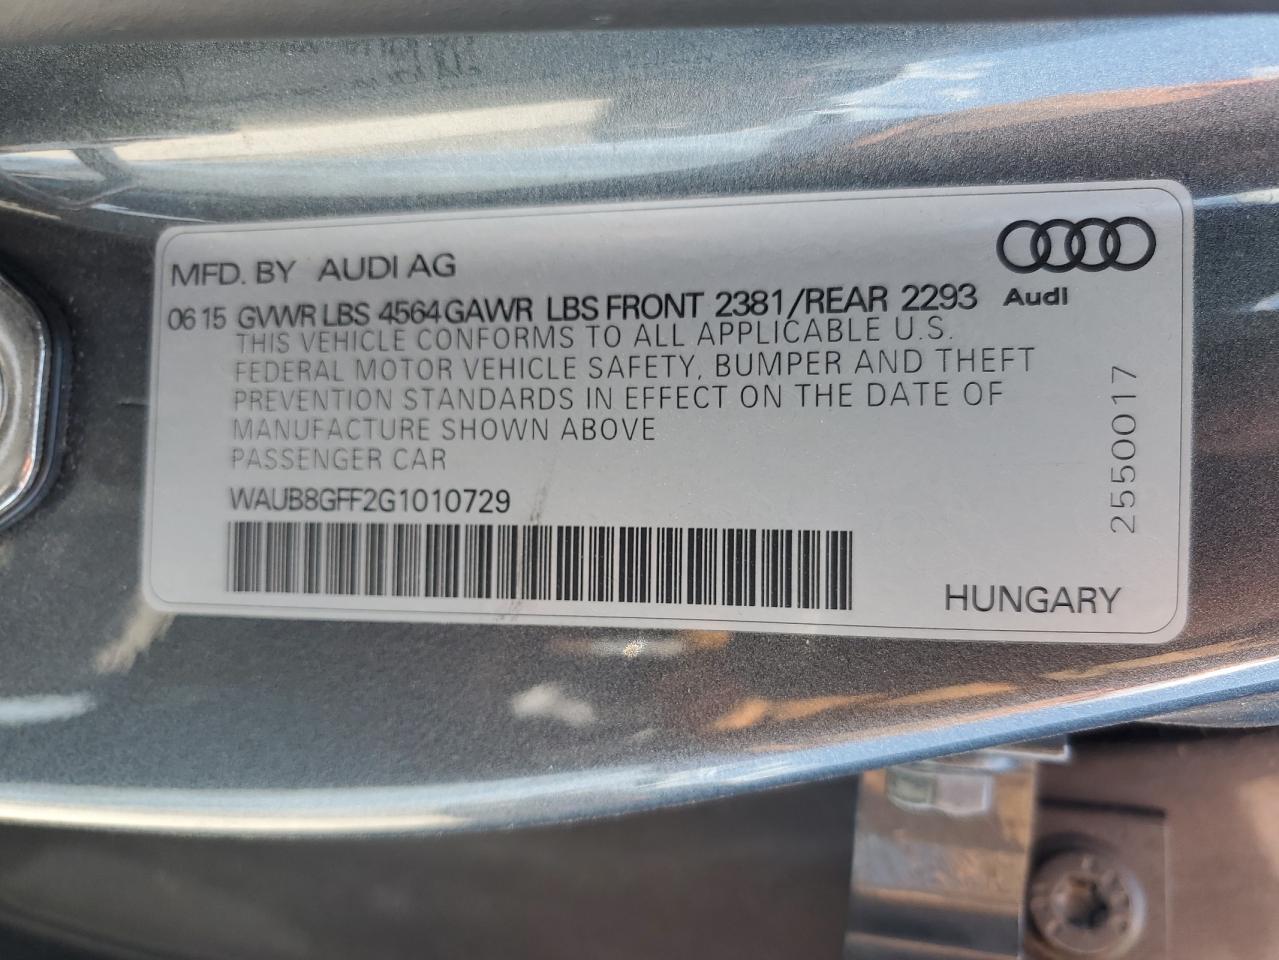 MFD. BY AUDI AG
06 15 GVWR LBS 4564 GAWR LBS FRONT 2381/REAR 2293
Audi
THIS VEHICLE CONFORMS TO ALL APPLICABLE U.S.
FEDERAL MOTOR VEHICLE SAFETY, BUMPER AND THEFT
PREVENTION STANDARDS IN EFFECT ON THE DATE OF
MANUFACTURE SHOWN ABOVE
PASSENGER CAR
WAUB8GFF2G1010729
HUNGARY
2550017